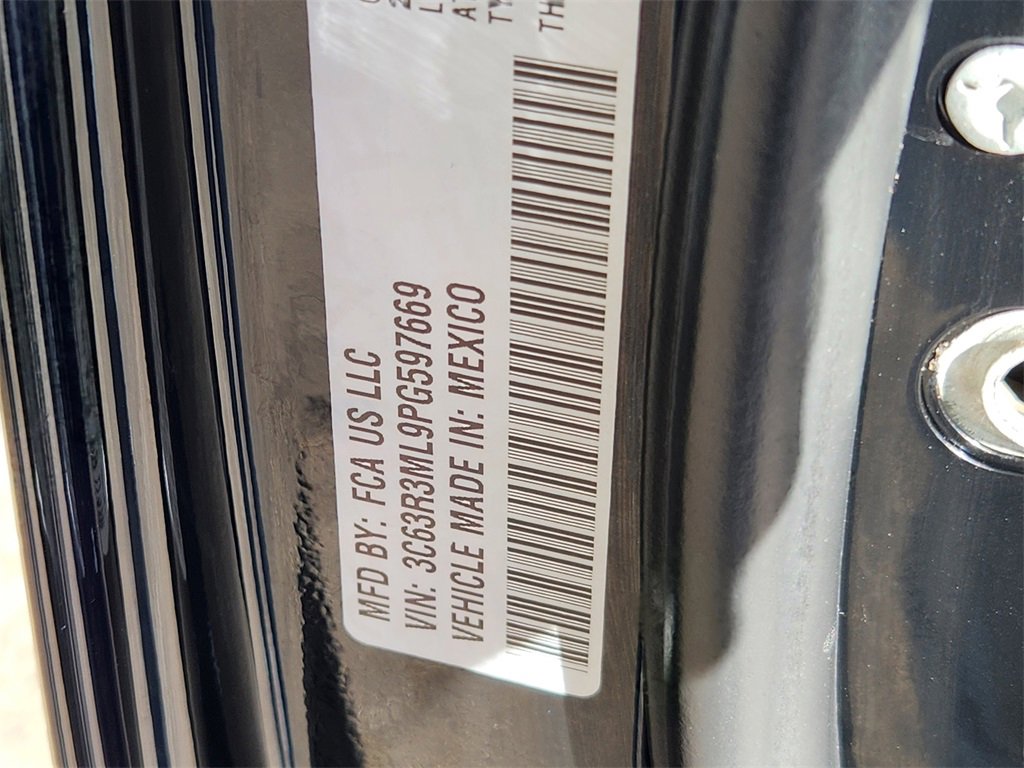 MFD BY: FCA US LLC
VIN: 3C63R3ML9PG597669
VEHICLE MADE IN: MEXICO